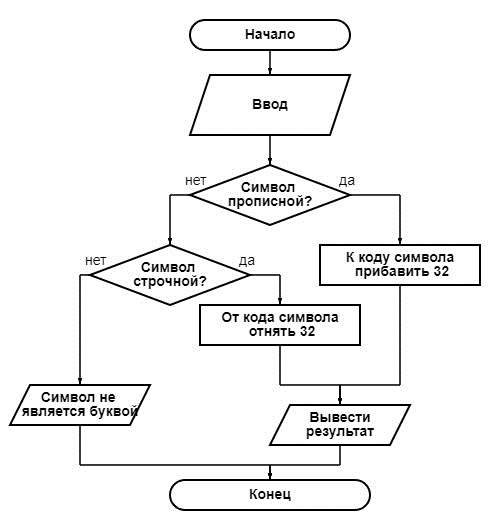 Начало
Ввод
нет
да
Символ
прописной?
нет
да
Символ
строчной?
К коду символа
прибавить 32
От кода символа
отнять 32
Символ не
является буквой
Вывести
результат
Конец